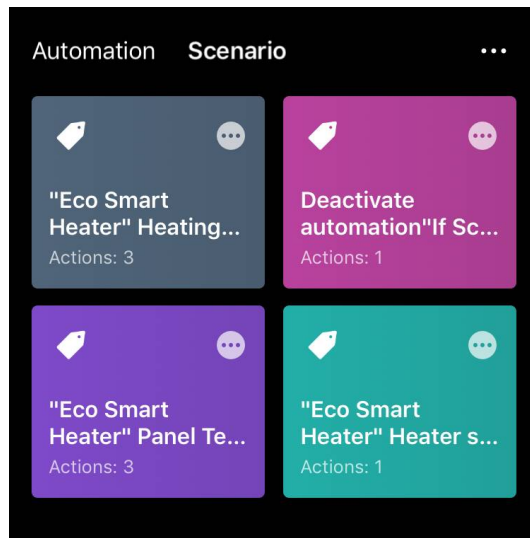 Automation Scenario
"Eco Smart
Heater" Heating...
Actions: 3
Deactivate
automation"If Sc...
Actions: 1
"Eco Smart
Heater" Panel Te...
Actions: 3
"Eco Smart
Heater" Heater s...
Actions: 1